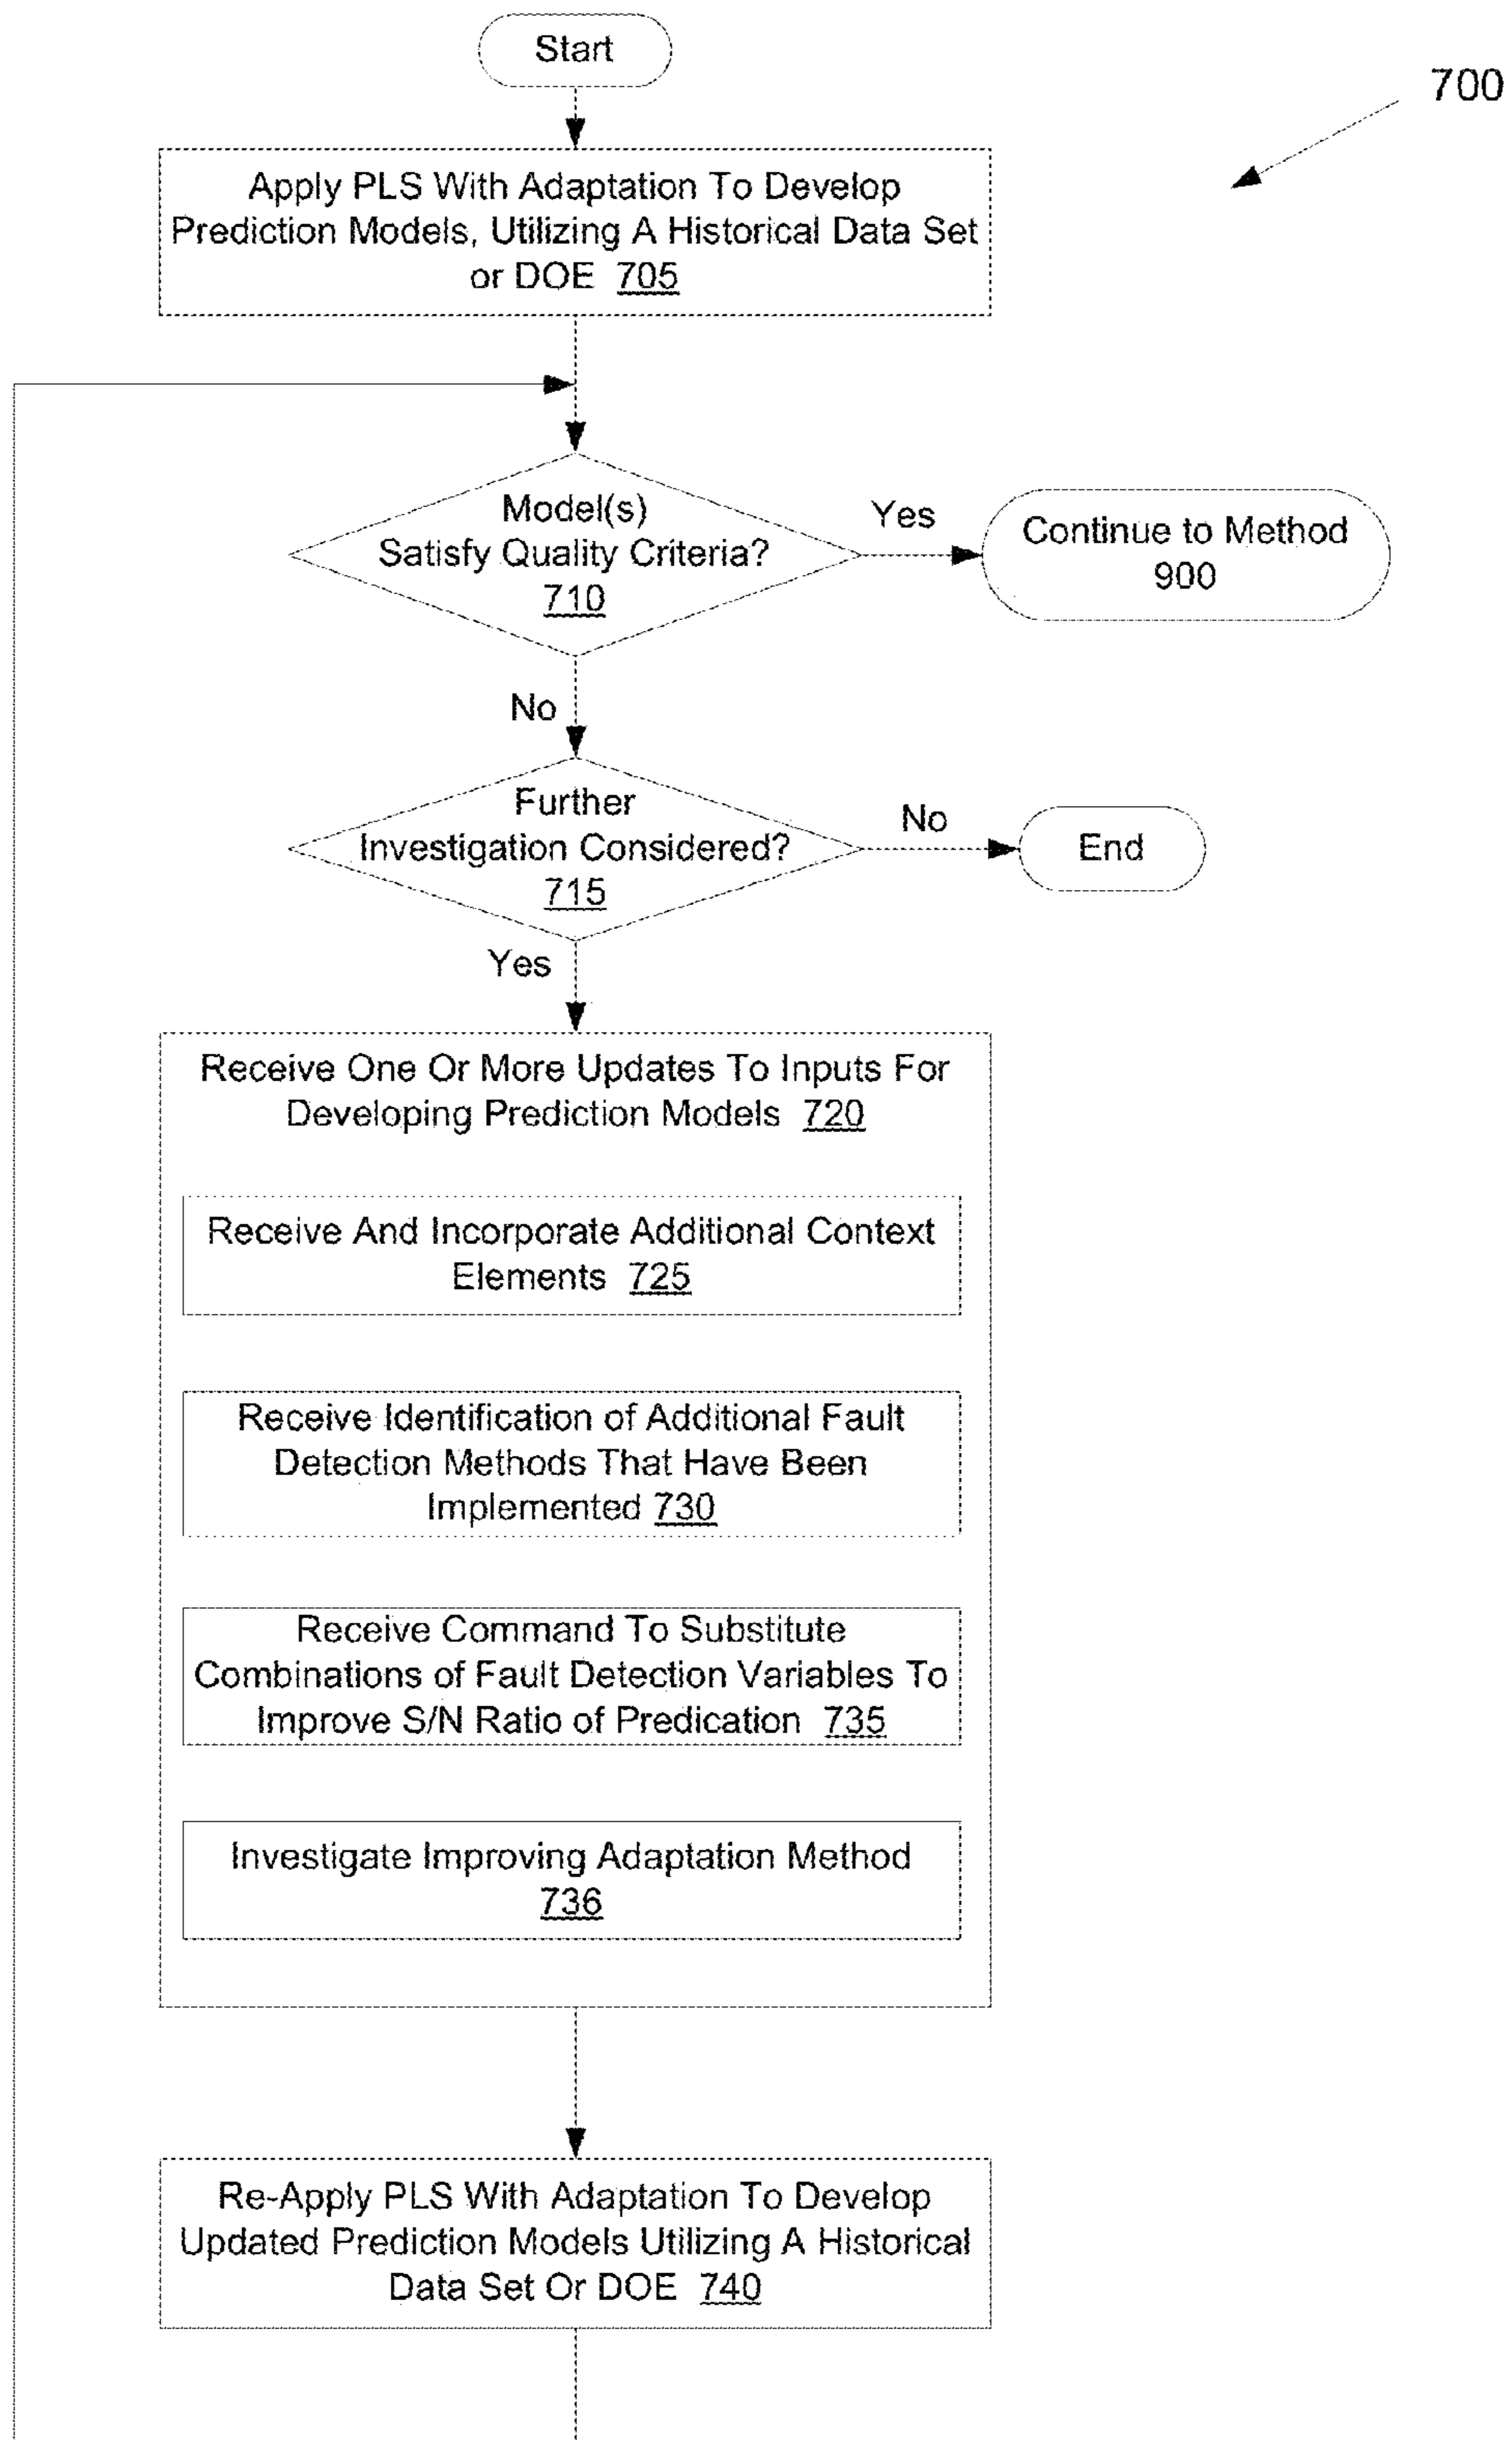 Start
700
Apply PLS With Adaptation To Develop
Prediction Models, Utilizing A Historical Data Set
or DOE 705
Model(s)
Satisfy Quality Criteria?
710
Yes
Continue to Method
900
No
Further
Investigation Considered?
715
No
End
Yes
Receive One Or More Updates To Inputs For
Developing Prediction Models 720
Receive And Incorporate Additional Context
Elements 725
Receive Identification of Additional Fault
Detection Methods That Have Been
Implemented 730
Receive Command To Substitute
Combinations of Fault Detection Variables To
Improve S/N Ratio of Predication 735
Investigate Improving Adaptation Method
736
Re-Apply PLS With Adaptation To Develop
Updated Prediction Models Utilizing A Historical
Data Set Or DOE 740